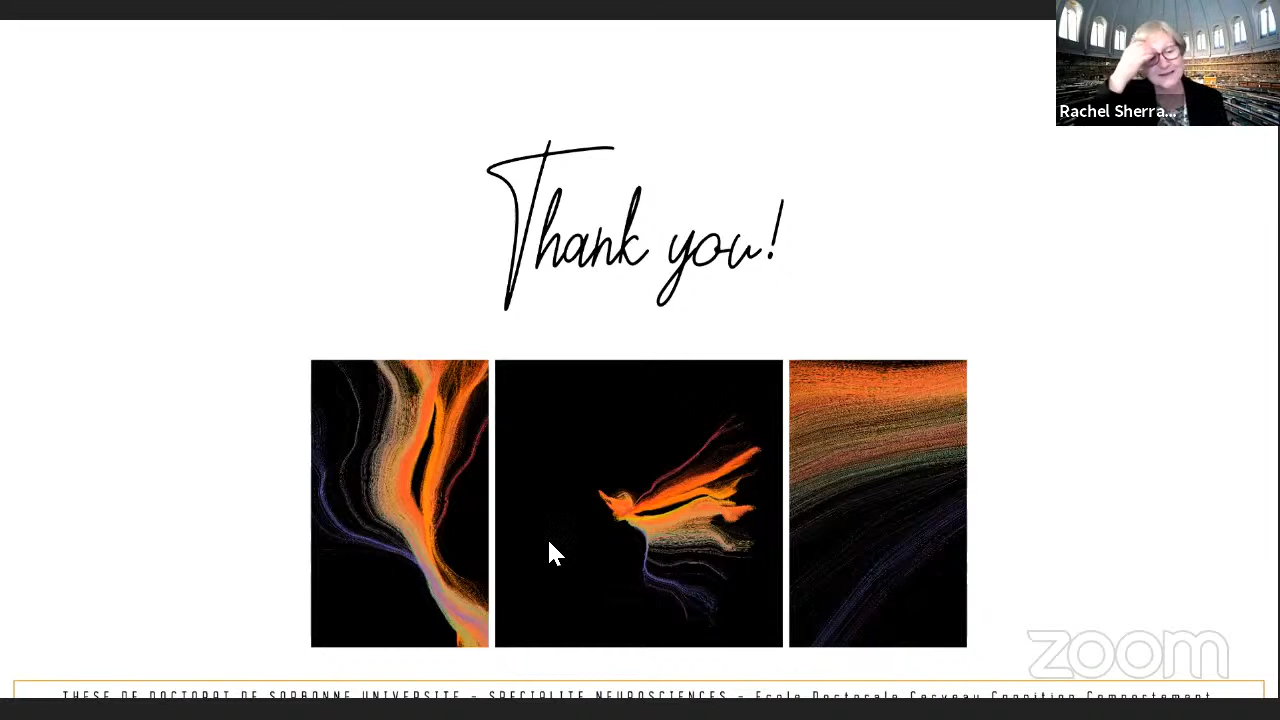 Rachel Sherra...
Thank you!
zoom
THESE DE DOCTORAT DE SORBONNE UNIVERSITE - SPECIALITE NEUROSCIENCES - Ecole Doctorale Cerveau Cognition Comportement